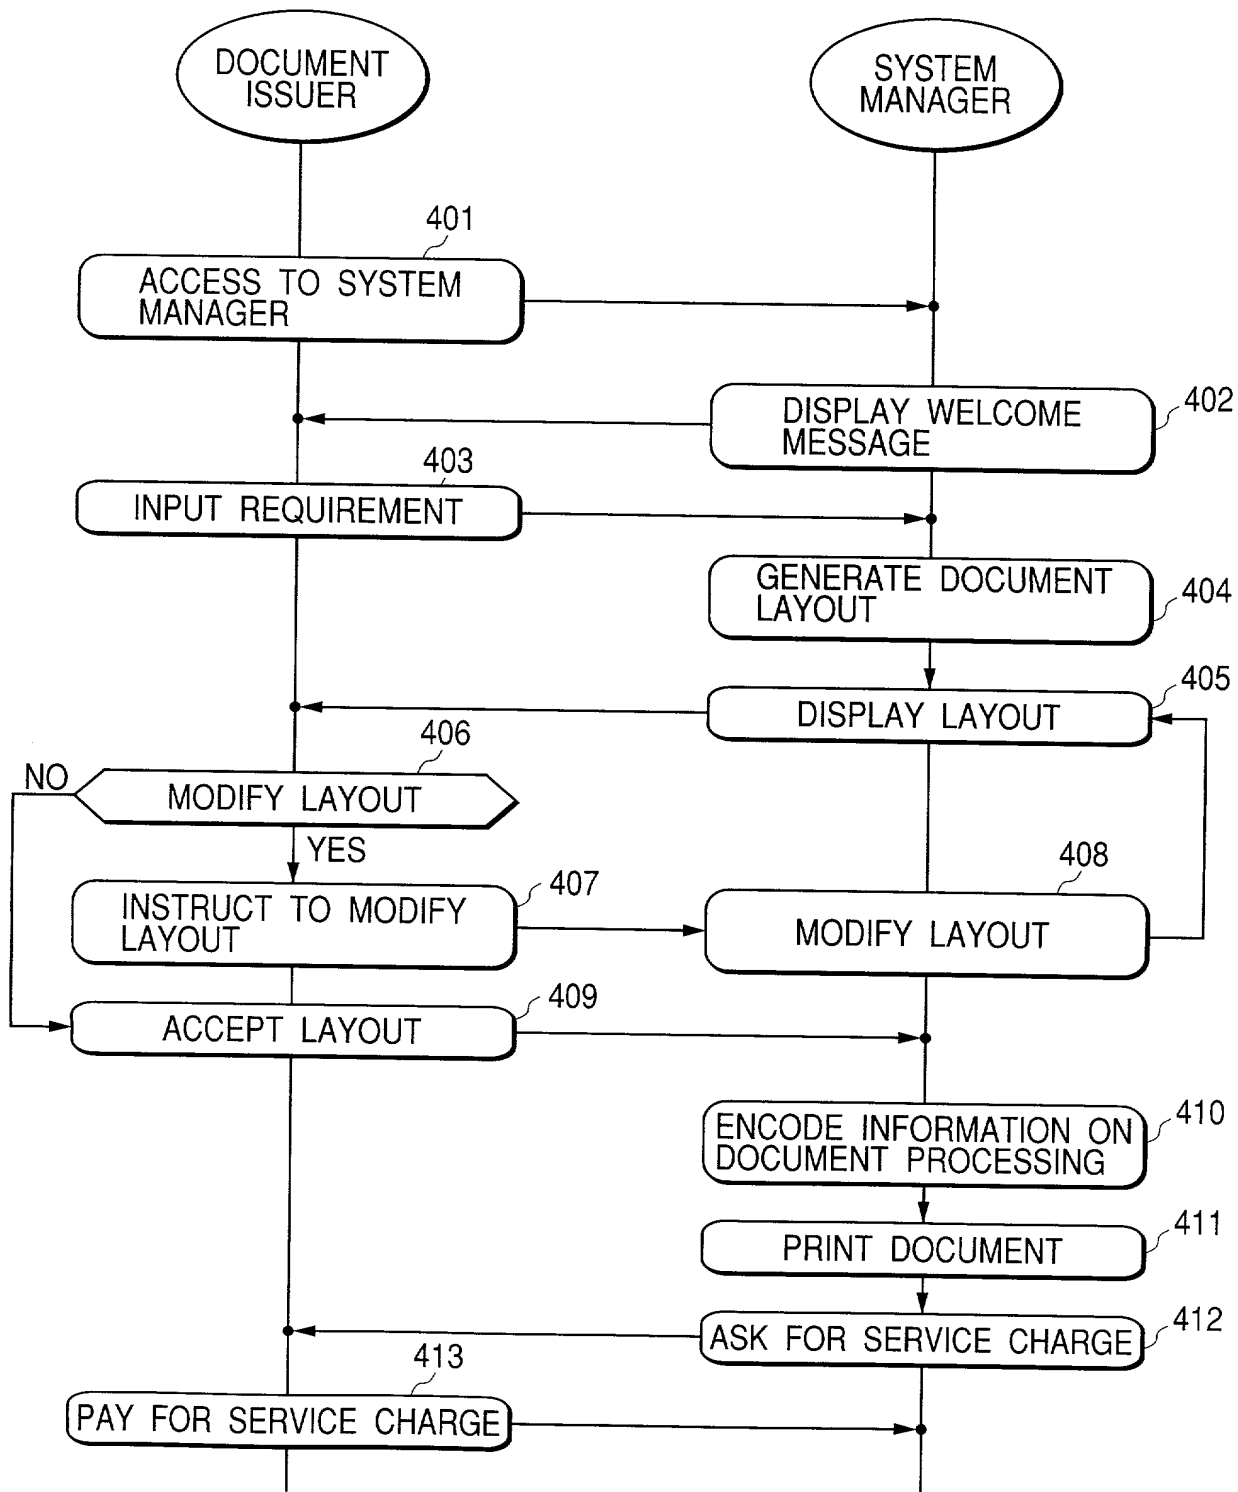 DOCUMENT
ISSUER
SYSTEM
MANAGER
401
ACCESS TO SYSTEM
MANAGER
DISPLAY WELCOME
MESSAGE
402
403
INPUT REQUIREMENT
GENERATE DOCUMENT
LAYOUT
404
405
DISPLAY LAYOUT
406
NO
MODIFY LAYOUT
YES
407
INSTRUCT TO MODIFY
LAYOUT
408
MODIFY LAYOUT
409
ACCEPT LAYOUT
410
ENCODE INFORMATION ON
DOCUMENT PROCESSING
411
PRINT DOCUMENT
412
ASK FOR SERVICE CHARGE
413
PAY FOR SERVICE CHARGE